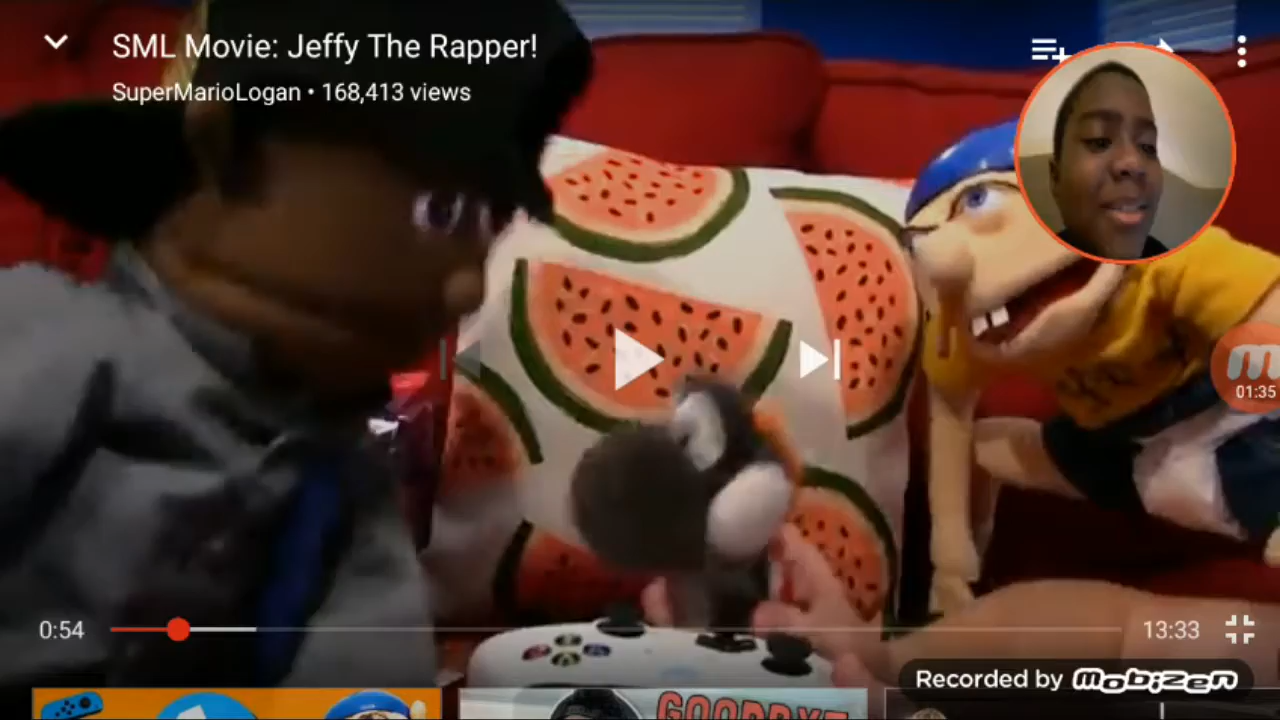 SML Movie: Jeffy The Rapper!
SuperMarioLogan • 168,413 views
01:35
0:54
13:33
Recorded by mobizen
GOODBYE